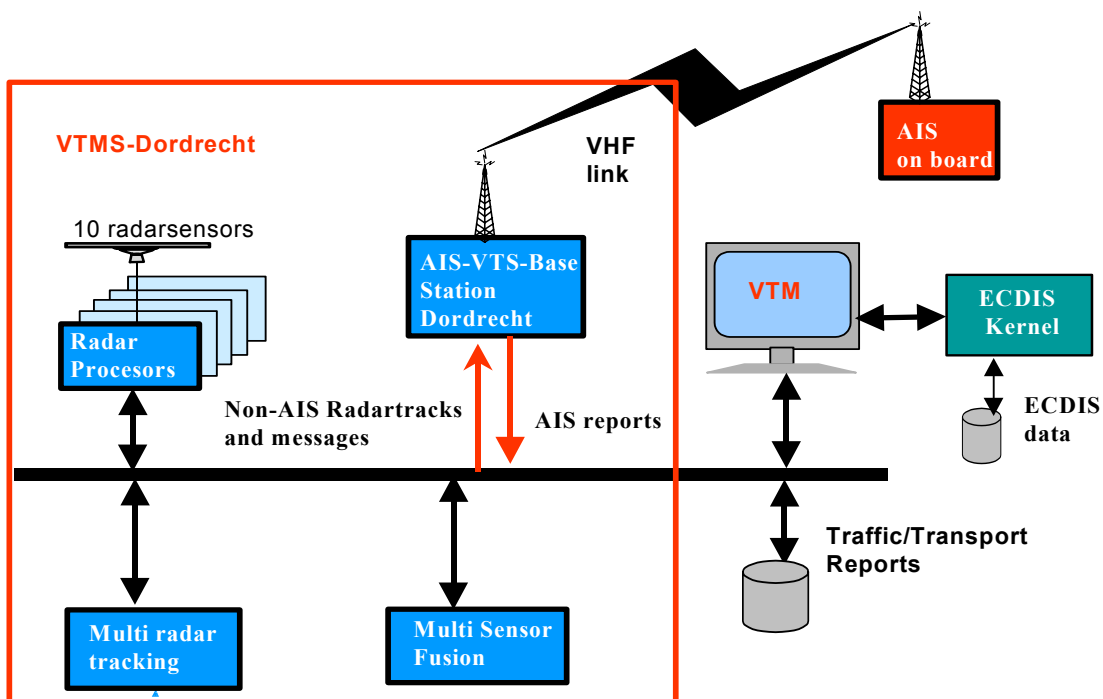 VTMS-Dordrecht
VHF
link
AIS
on board
10 radarsensors
AIS-VTS-Base
Station
Dordrecht
VTM
ECDIS
Kernel
Radar
Procesors
Non-AIS Radartracks
and messages
AIS reports
ECDIS
data
Traffic/Transport
Reports
Multi radar
tracking
Multi Sensor
Fusion